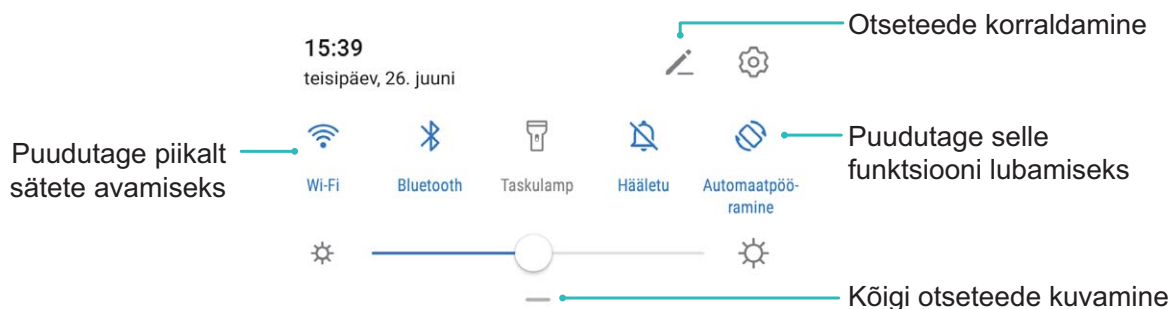 Otseteede korraldamine
15:39
teisipäev, 26. juuni
Puudutage piikalt
sätete avamiseks
Puudutage selle
funktsiooni lubamiseks
Wi-Fi
Bluetooth
Taskulamp
Hääletu
Automaatpöö-
ramine
Kõigi otseteede kuvamine